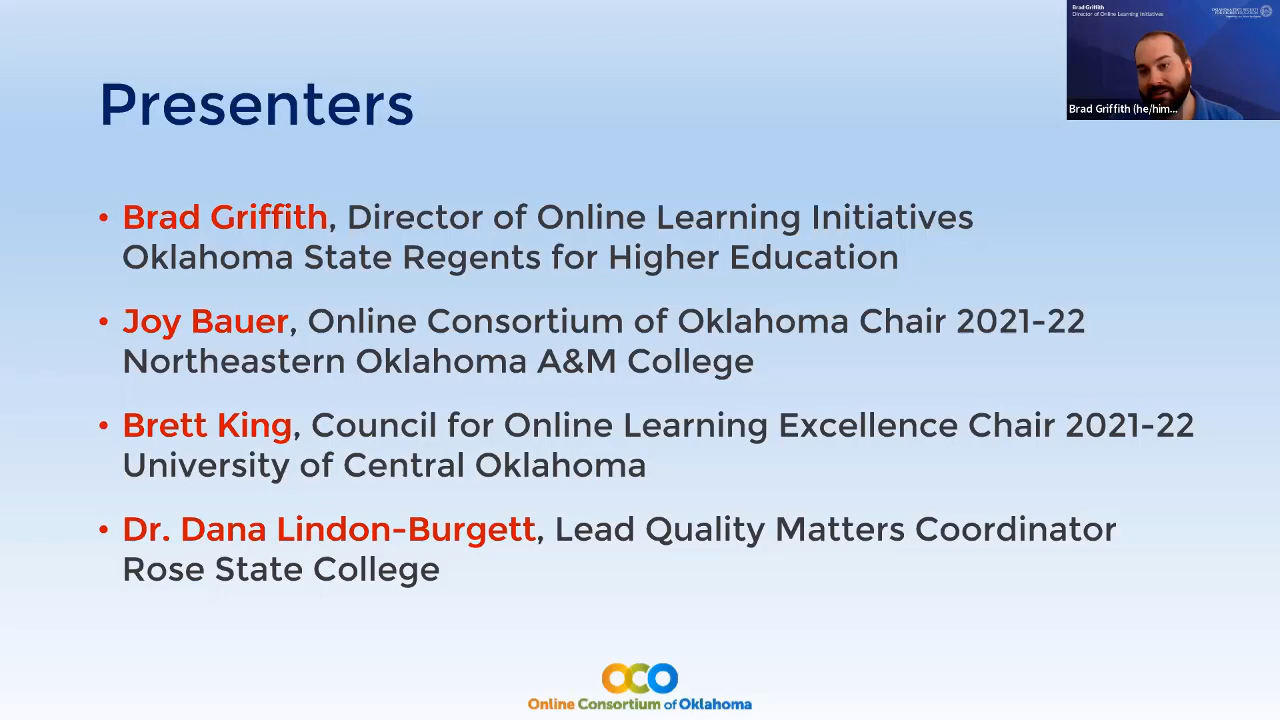 Brad Griffith
Director of Online Learning Initiatives
Presenters
Brad Griffith (he/him...
• Brad Griffith, Director of Online Learning Initiatives
Oklahoma State Regents for Higher Education
• Joy Bauer, Online Consortium of Oklahoma Chair 2021-22
Northeastern Oklahoma A&M College
• Brett King, Council for Online Learning Excellence Chair 2021-22
University of Central Oklahoma
• Dr. Dana Lindon-Burgett, Lead Quality Matters Coordinator
Rose State College
OCO
Online Consortium of Oklahoma